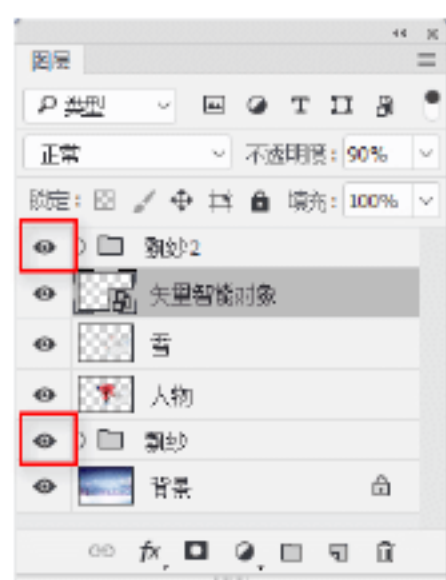 图层
类型 T
正常 不透明度: 90%
锁定: 填充: 100%
飘纱2
矢量智能对象
雪
人物
飘纱
背景
fx